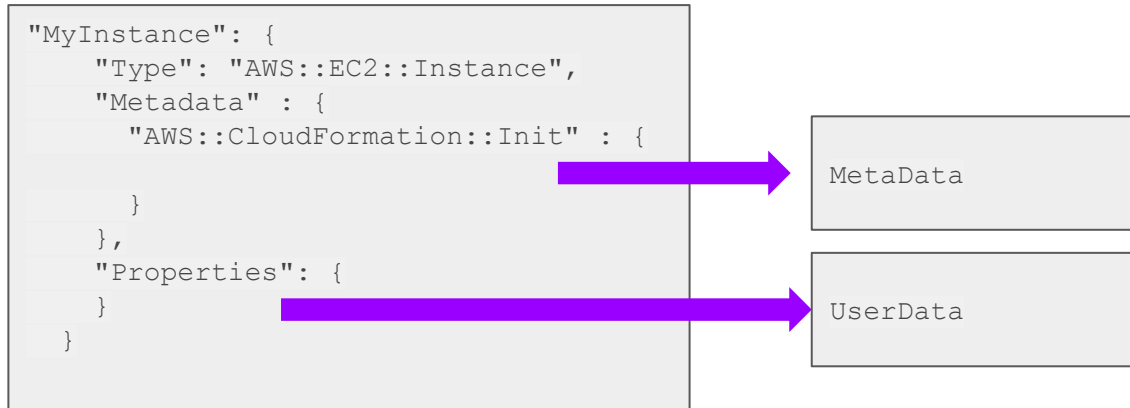 "MyInstance": {
"Type": "AWS::EC2::Instance",
"Metadata" : {
"AWS::CloudFormation::Init" : {
}
},
"Properties": {
}
}
MetaData
UserData